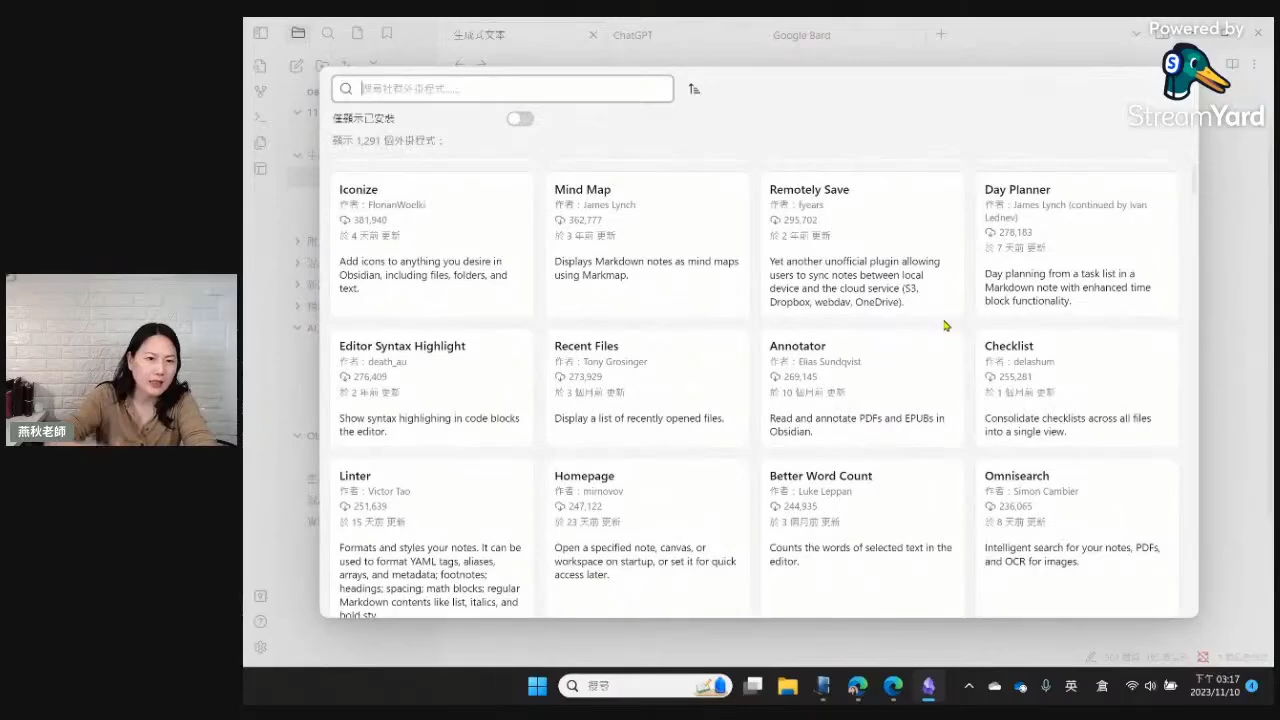 Powered by
StreamYard
生成式文本
ChatGPT
Google Bard
搜尋社群外掛程式......
僅顯示已安裝
顯示 1,291 個外掛程式：
Iconize
作者：FlorianWoelki
381,940
於 4 天前 更新
Add icons to anything you desire in
Obsidian, including files, folders, and
text.
Mind Map
作者：James Lynch
362,777
於 3 年前 更新
Displays Markdown notes as mind maps
using Markmap.
Remotely Save
作者：fyears
295,702
於 2 年前 更新
Yet another unofficial plugin allowing
users to sync notes between local
device and the cloud service (S3,
Dropbox, webdav, OneDrive).
Day Planner
作者：James Lynch (continued by Ivan
Lednev)
278,183
於 7 天前 更新
Day planning from a task list in a
Markdown note with enhanced time
block functionality.
Editor Syntax Highlight
作者：death_au
276,409
於 2 年前 更新
Show syntax highlighting in code blocks
the editor.
Recent Files
作者：Tony Grosinger
273,929
於 3 個月前 更新
Display a list of recently opened files.
Annotator
作者：Elias Sundqvist
269,145
於 10 個月前 更新
Read and annotate PDFs and EPUBs in
Obsidian.
Checklist
作者：delashum
255,281
於 1 個月前 更新
Consolidate checklists across all files
into a single view.
Linter
作者：Victor Tao
251,639
於 15 天前 更新
Formats and styles your notes. It can be
used to format YAML tags, aliases,
arrays, and metadata; footnotes;
headings; spacing; math blocks; regular
Markdown contents like list, italics, and
bold sty
Homepage
作者：mirnovov
247,122
於 23 天前 更新
Open a specified note, canvas, or
workspace on startup, or set it for quick
access later.
Better Word Count
作者：Luke Leppan
244,935
於 3 個月前 更新
Counts the words of selected text in the
editor.
Omnisearch
作者：Simon Cambier
236,065
於 8 天前 更新
Intelligent search for your notes, PDFs,
and OCR for images.
燕秋老師
搜尋
英
倉
下午 03:17
2023/11/10
4